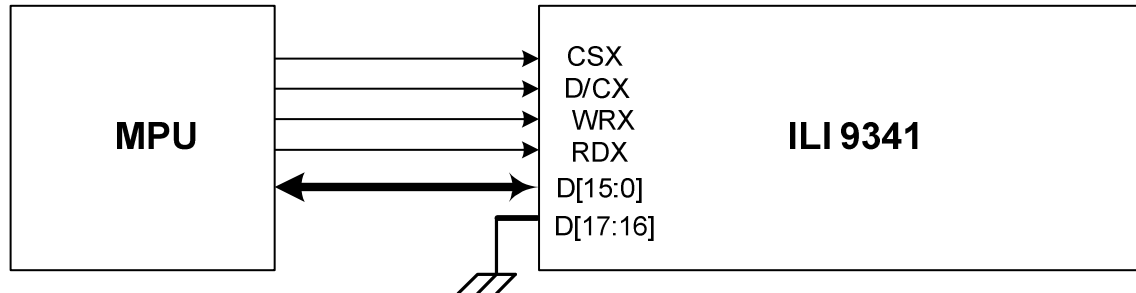 MPU
CSX
D/CX
WRX
RDX
D[15:0]
D[17:16]
ILI 9341